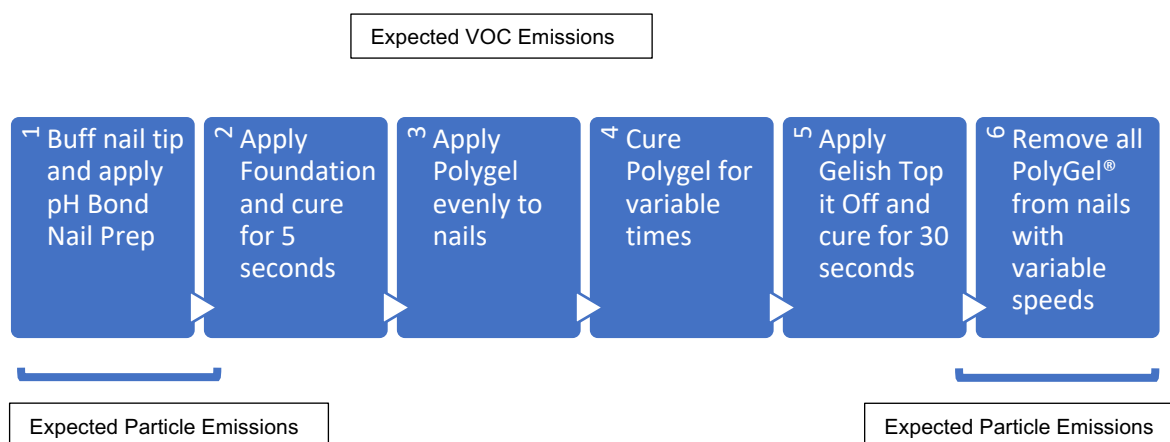 Expected VOC Emissions
1
Buff nail tip
and apply
pH Bond
Nail Prep
2
Apply
Foundation
and cure
for 5
seconds
3
Apply
Polygel
evenly to
nails
4
Cure
Polygel for
variable
times
5
Apply
Gelish Top
it Off and
cure for 30
seconds
6
Remove all
PolyGel®
from nails
with
variable
speeds
Expected Particle Emissions
Expected Particle Emissions